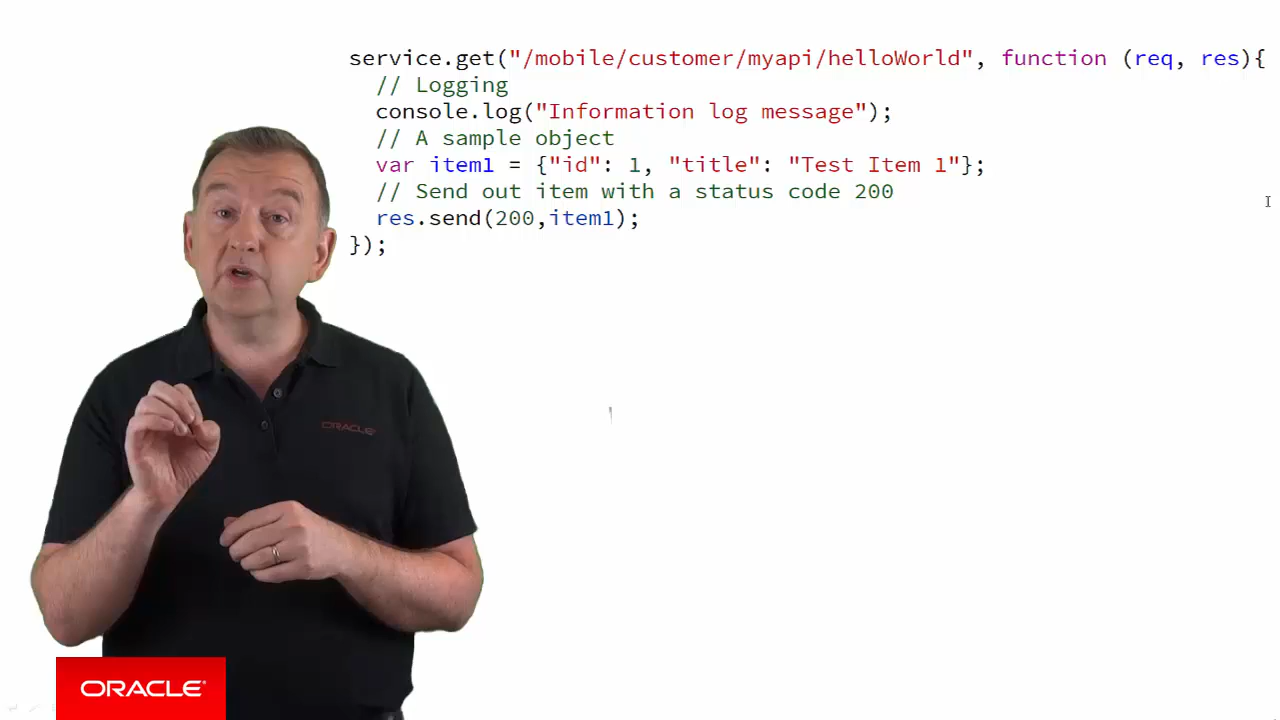 service.get("/mobile/customer/myapi/helloWorld", function (req, res){
// Logging
console.log("Information log message");
// A sample object
var item1 = {"id": 1, "title": "Test Item 1"};
// Send out item with a status code 200
res.send(200,item1);
});
ORACLE
ORACLE